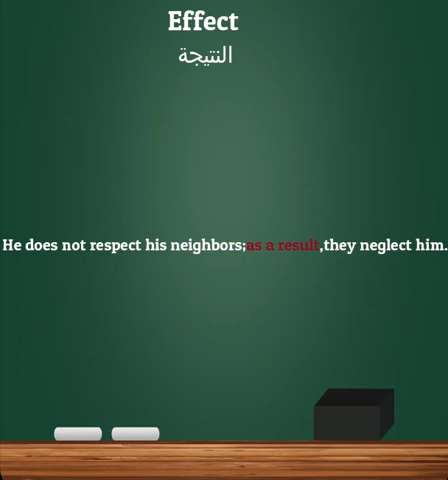 Effect
النتيجة
He does not respect his neighbors;as a result,they neglect him.